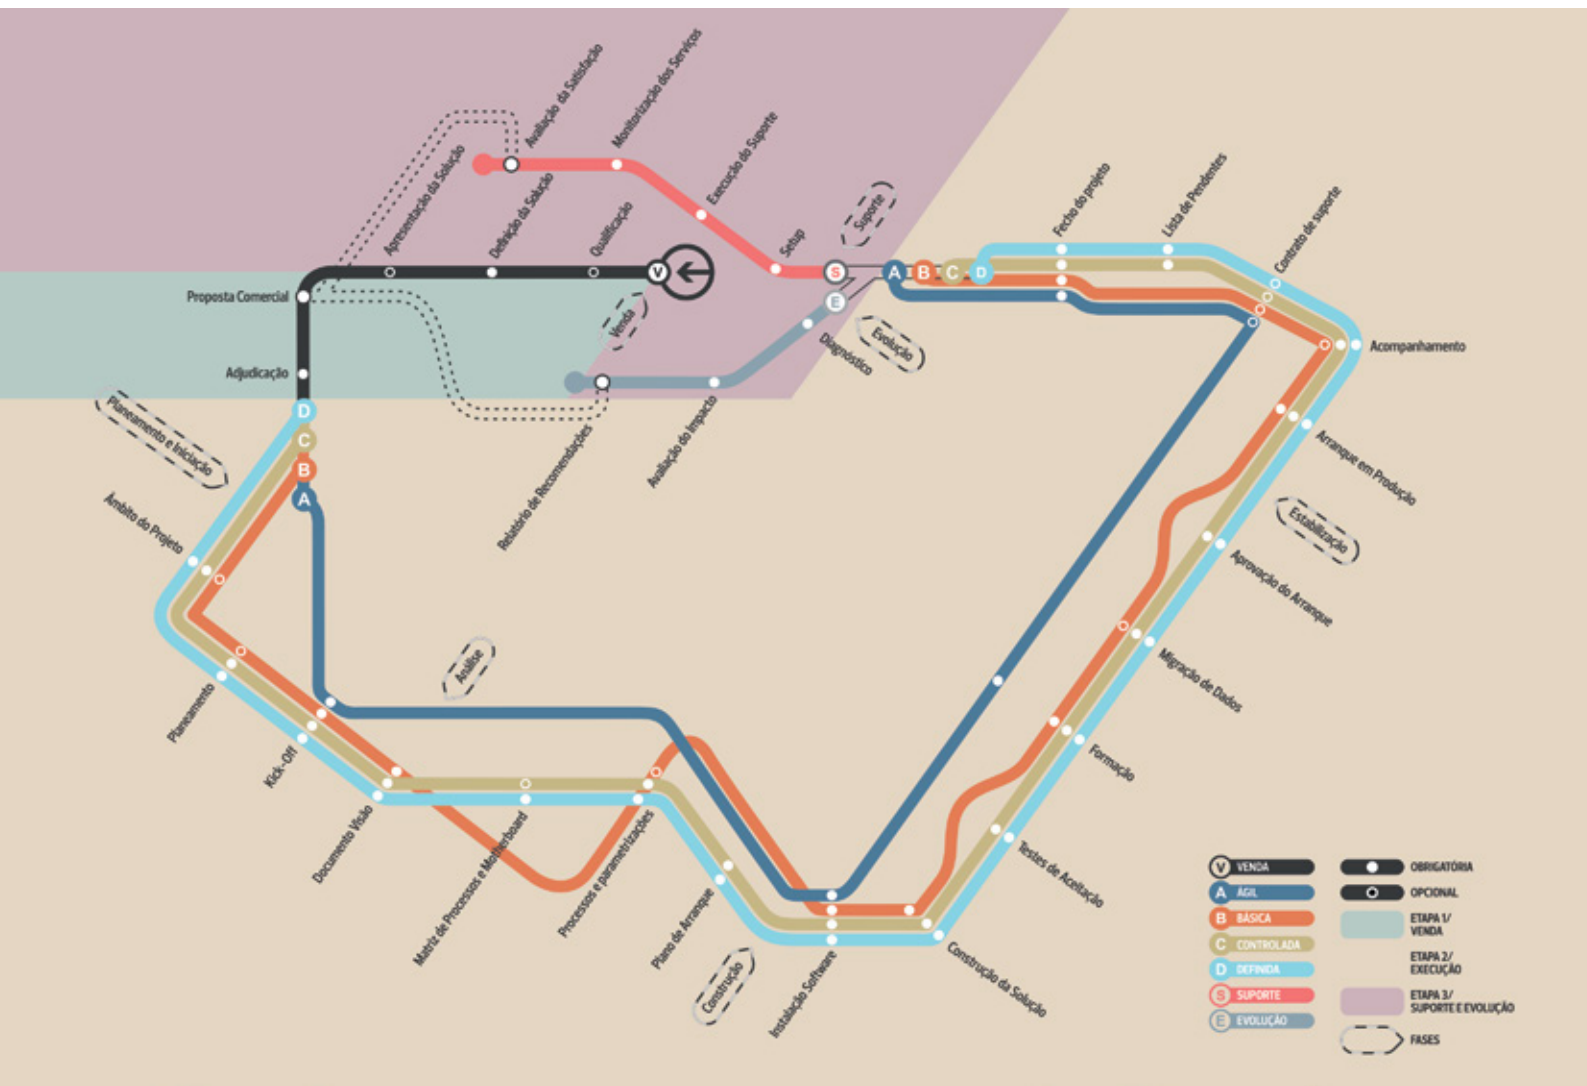 Avaliação da Satisfação
Monitorização dos Serviços
Apresentação da Solução
Definição da Solução
Qualificação
Execução do Suporte
Setup
Suporte
Fecho do projeto
Lista de Pendentes
Contrato de suporte
V
S
A
B
C
D
E
Proposta Comercial
Venda
Evolução
Diagnóstico
Acompanhamento
Adjudicação
D
C
B
A
Planeamento e Iniciação
Relatório de Recomendações
Avaliação do Impacto
Arranque em Produção
Âmbito do Projeto
Estabilização
Aprovação do Arranque
Análise
Migração de Dados
Planeamento
Kick-Off
Formação
Documento Visão
Matriz de Processos e Motherboard
Processos e parametrizações
Plano de Arranque
Testes de Aceitação
Construção
Instalação Software
Construção da Solução
V VENDA
A ÁGIL
B BÁSICA
C CONTROLADA
D DEFINIDA
S SUPORTE
E EVOLUÇÃO
OBRIGATÓRIA
OPCIONAL
ETAPA 1/
VENDA
ETAPA 2/
EXECUÇÃO
ETAPA 3/
SUPORTE E EVOLUÇÃO
FASES